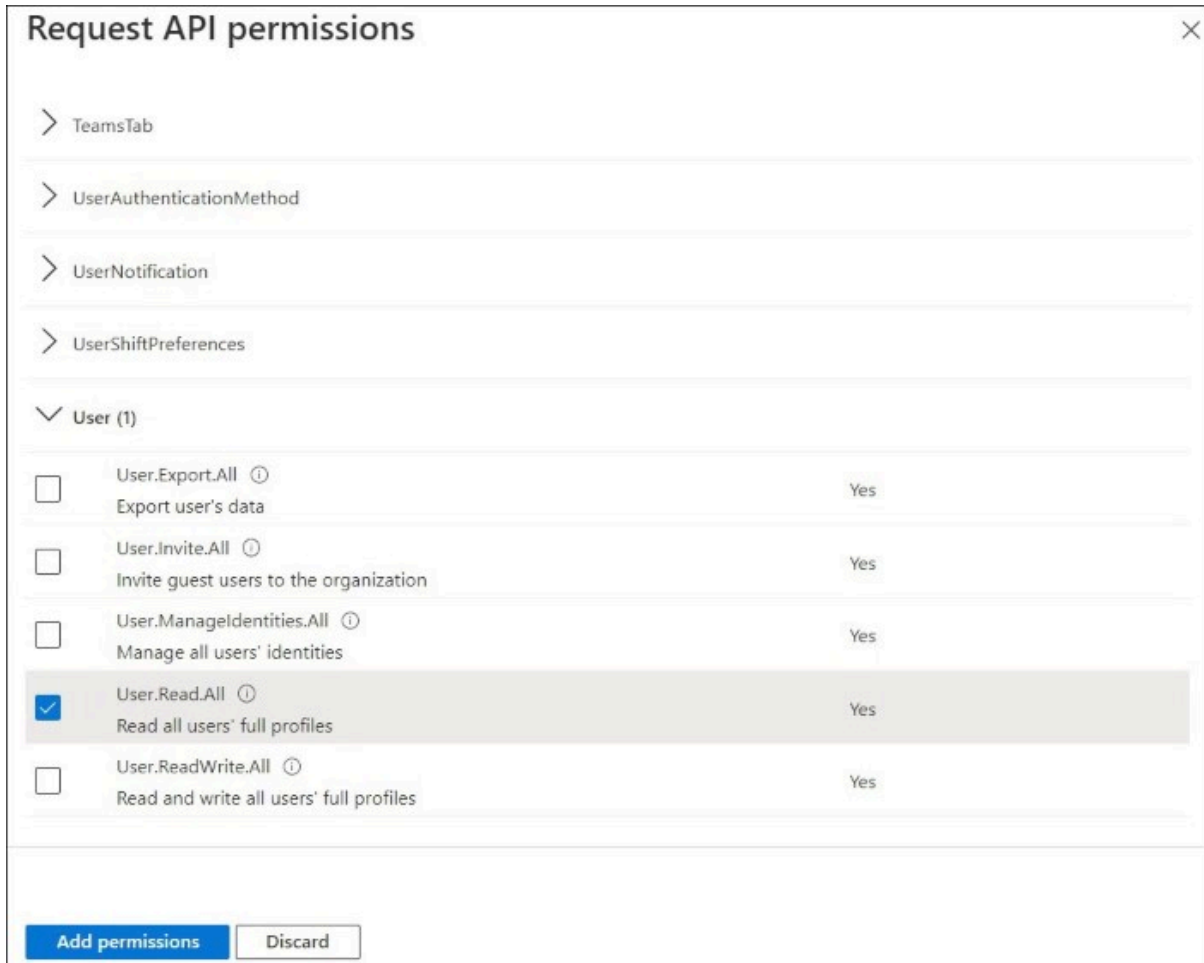 Request API permissions
TeamsTab
UserAuthenticationMethod
UserNotification
UserShiftPreferences
User (1)
User.Export.All
Export user's data
Yes
User.Invite.All
Invite guest users to the organization
Yes
User.ManageIdentities.All
Manage all users' identities
Yes
User.Read.All
Read all users' full profiles
Yes
User.ReadWrite.All
Read and write all users' full profiles
Yes
Add permissions
Discard